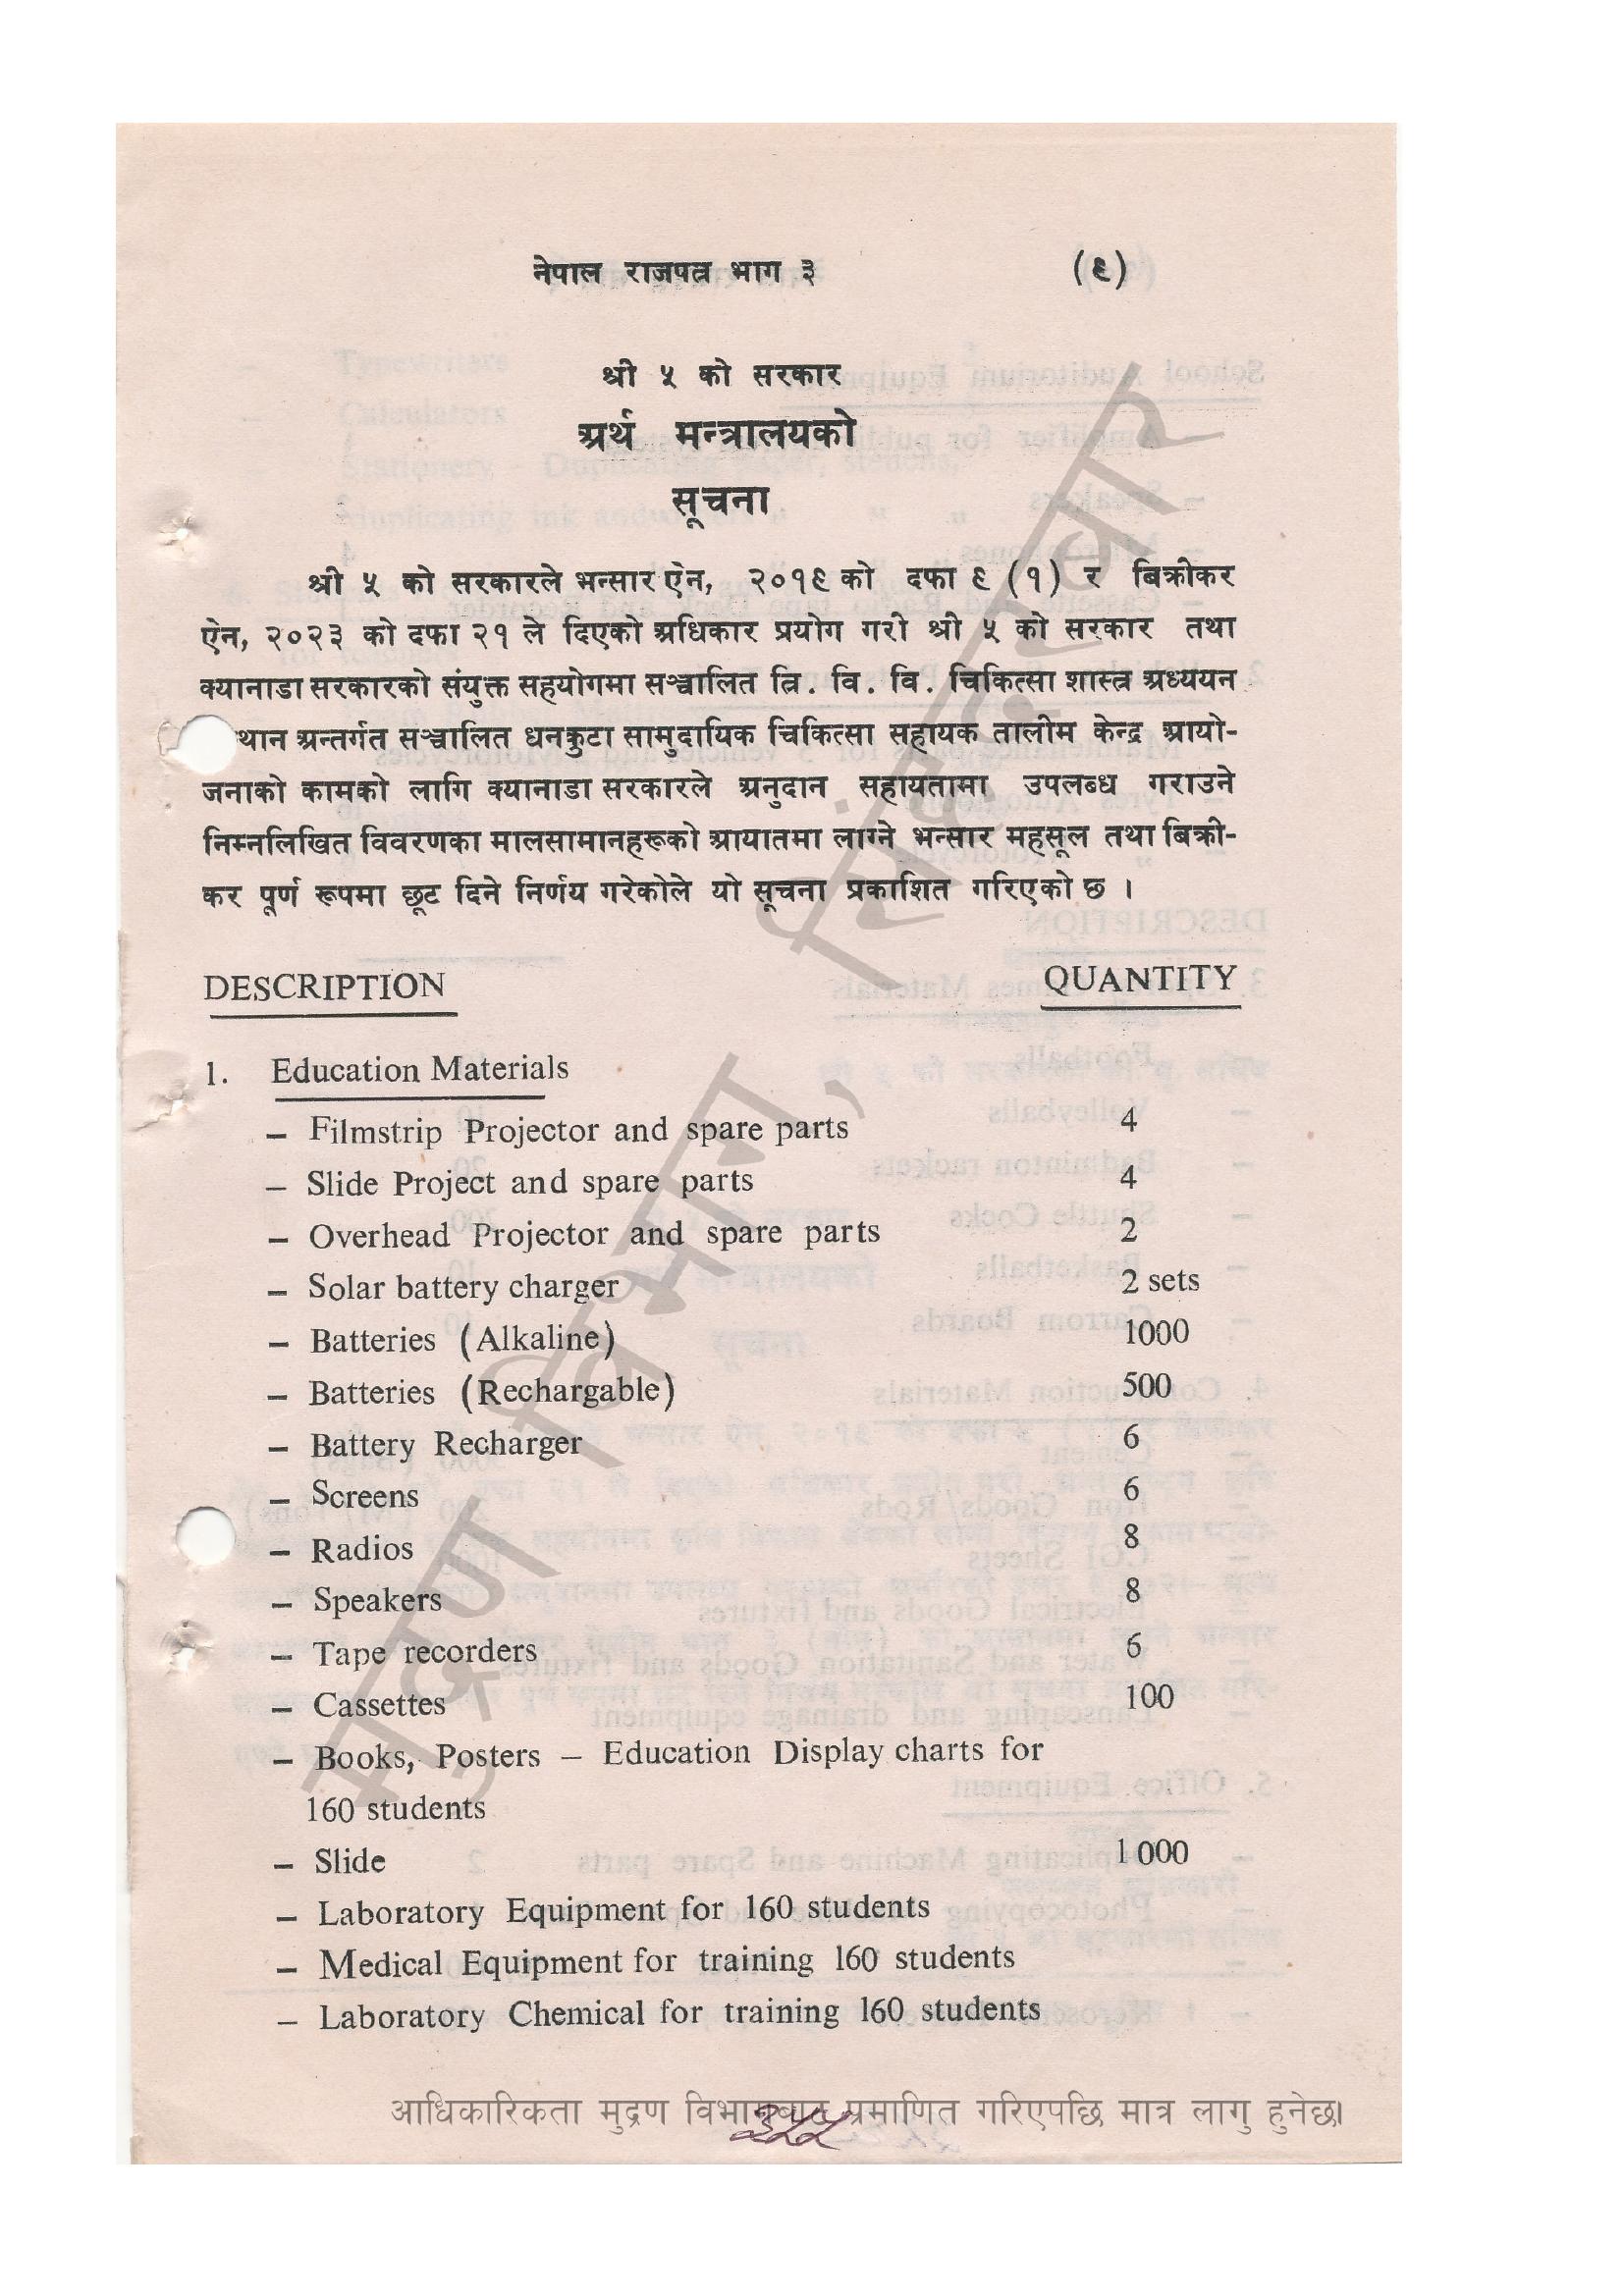 नेपाल राजपत्र भाग ३ (९)
श्री ५ को सरकार
अर्थ मन्त्रालयको
सूचना
श्री ५ को सरकारले भन्सार ऐन, २०१९ को दफा ९ (१) र बिक्रीकर
ऐन, २०२३ को दफा २१ ले दिएको अधिकार प्रयोग गरी श्री ५ को सरकार तथा
क्यानाडा सरकारको संयुक्त सहयोगमा सञ्चालित त्रि. वि. वि. चिकित्सा शास्त्र अध्ययन
थान अन्तर्गत सञ्चालित धनकुटा सामुदायिक चिकित्सा सहायक तालीम केन्द्र आयो-
जनाको कामको लागि क्यानाडा सरकारले अनुदान सहायतामा उपलब्ध गराउने
निम्नलिखित विवरणका मालसामानहरूको आयातमा लाग्ने भन्सार महसूल तथा बिक्री-
कर पूर्ण रूपमा छूट दिने निर्णय गरेकोले यो सूचना प्रकाशित गरिएको छ ।
DESCRIPTION QUANTITY
1. Education Materials
– Filmstrip Projector and spare parts 4
– Slide Project and spare parts 4
– Overhead Projector and spare parts 2
– Solar battery charger 2 sets
– Batteries (Alkaline) 1000
– Batteries (Rechargable) 500
– Battery Recharger 6
– Screens 6
– Radios 8
– Speakers 8
– Tape recorders 6
– Cassettes 100
– Books, Posters – Education Display charts for
160 students
– Slide 1000
– Laboratory Equipment for 160 students
– Medical Equipment for training 160 students
– Laboratory Chemical for training 160 students
मुद्रण विभाग, सिंहदरबार
आधिकारिकता मुद्रण विभागबाट प्रमाणित गरिएपछि मात्र लागु हुनेछ।